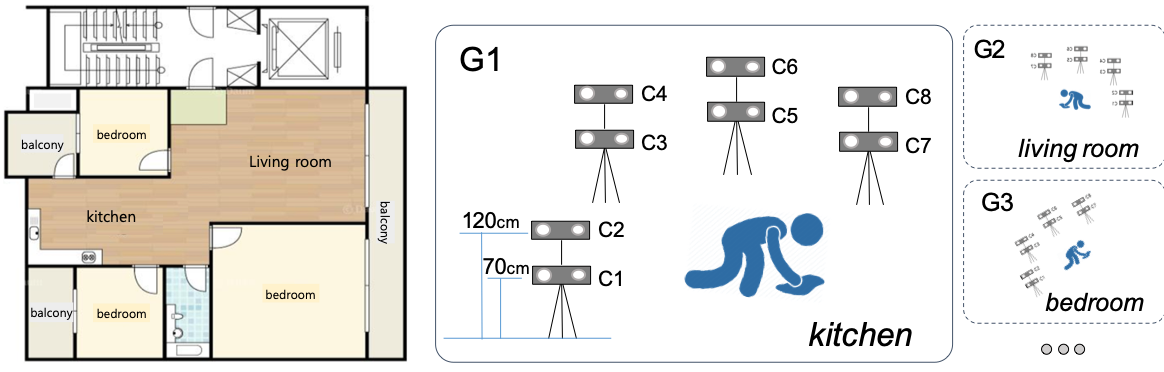 balcony
bedroom
Living room
kitchen
balcony
balcony
bedroom
bedroom
G1
C6
C4
C8
C5
C3
C7
120cm
C2
70cm
C1
kitchen
G2
living room
G3
bedroom